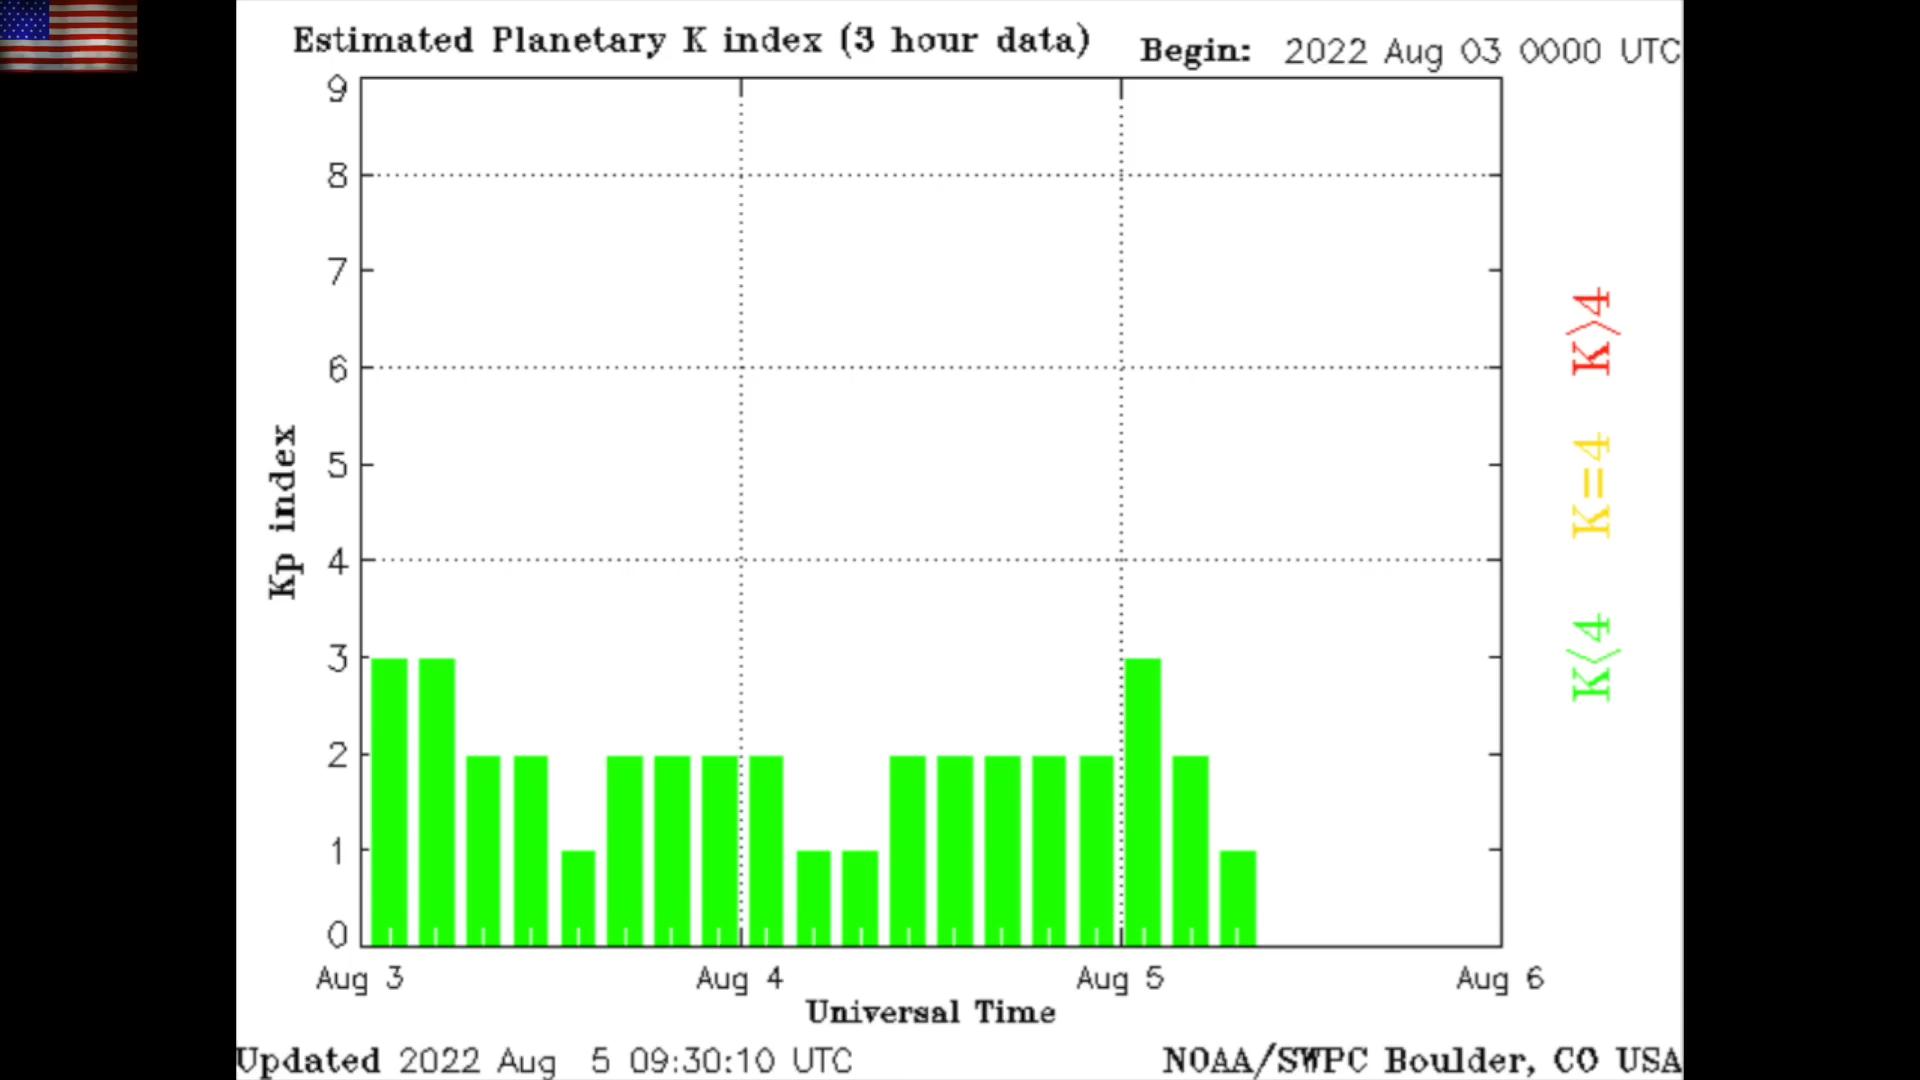 Estimated Planetary K index (3 hour data)
Begin: 2022 Aug 03 0000 UTC
9
8
7
6
5
4
3
2
1
0
Kp index
K>4
K=4
K<4
Aug 3
Aug 4
Aug 5
Aug 6
Universal Time
Updated 2022 Aug 5 09:30:10 UTC
NOAA/SWPC Boulder, CO USA